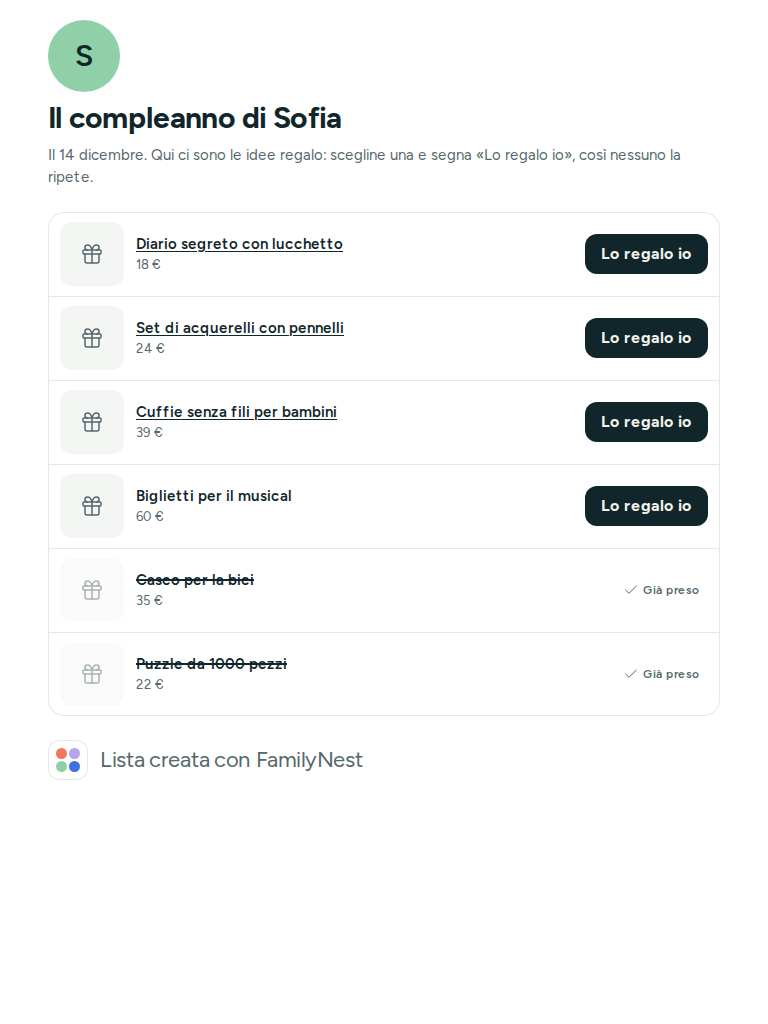 S
Il compleanno di Sofia
Il 14 dicembre. Qui ci sono le idee regalo: scegline una e segna «Lo regalo io», così nessuno la
ripete.
Diario segreto con lucchetto
18 €
Lo regalo io
Set di acquerelli con pennelli
24 €
Lo regalo io
Cuffie senza fili per bambini
39 €
Lo regalo io
Biglietti per il musical
60 €
Lo regalo io
Casco per la bici
35 €
Già preso
Puzzle da 1000 pezzi
22 €
Già preso
Lista creata con FamilyNest